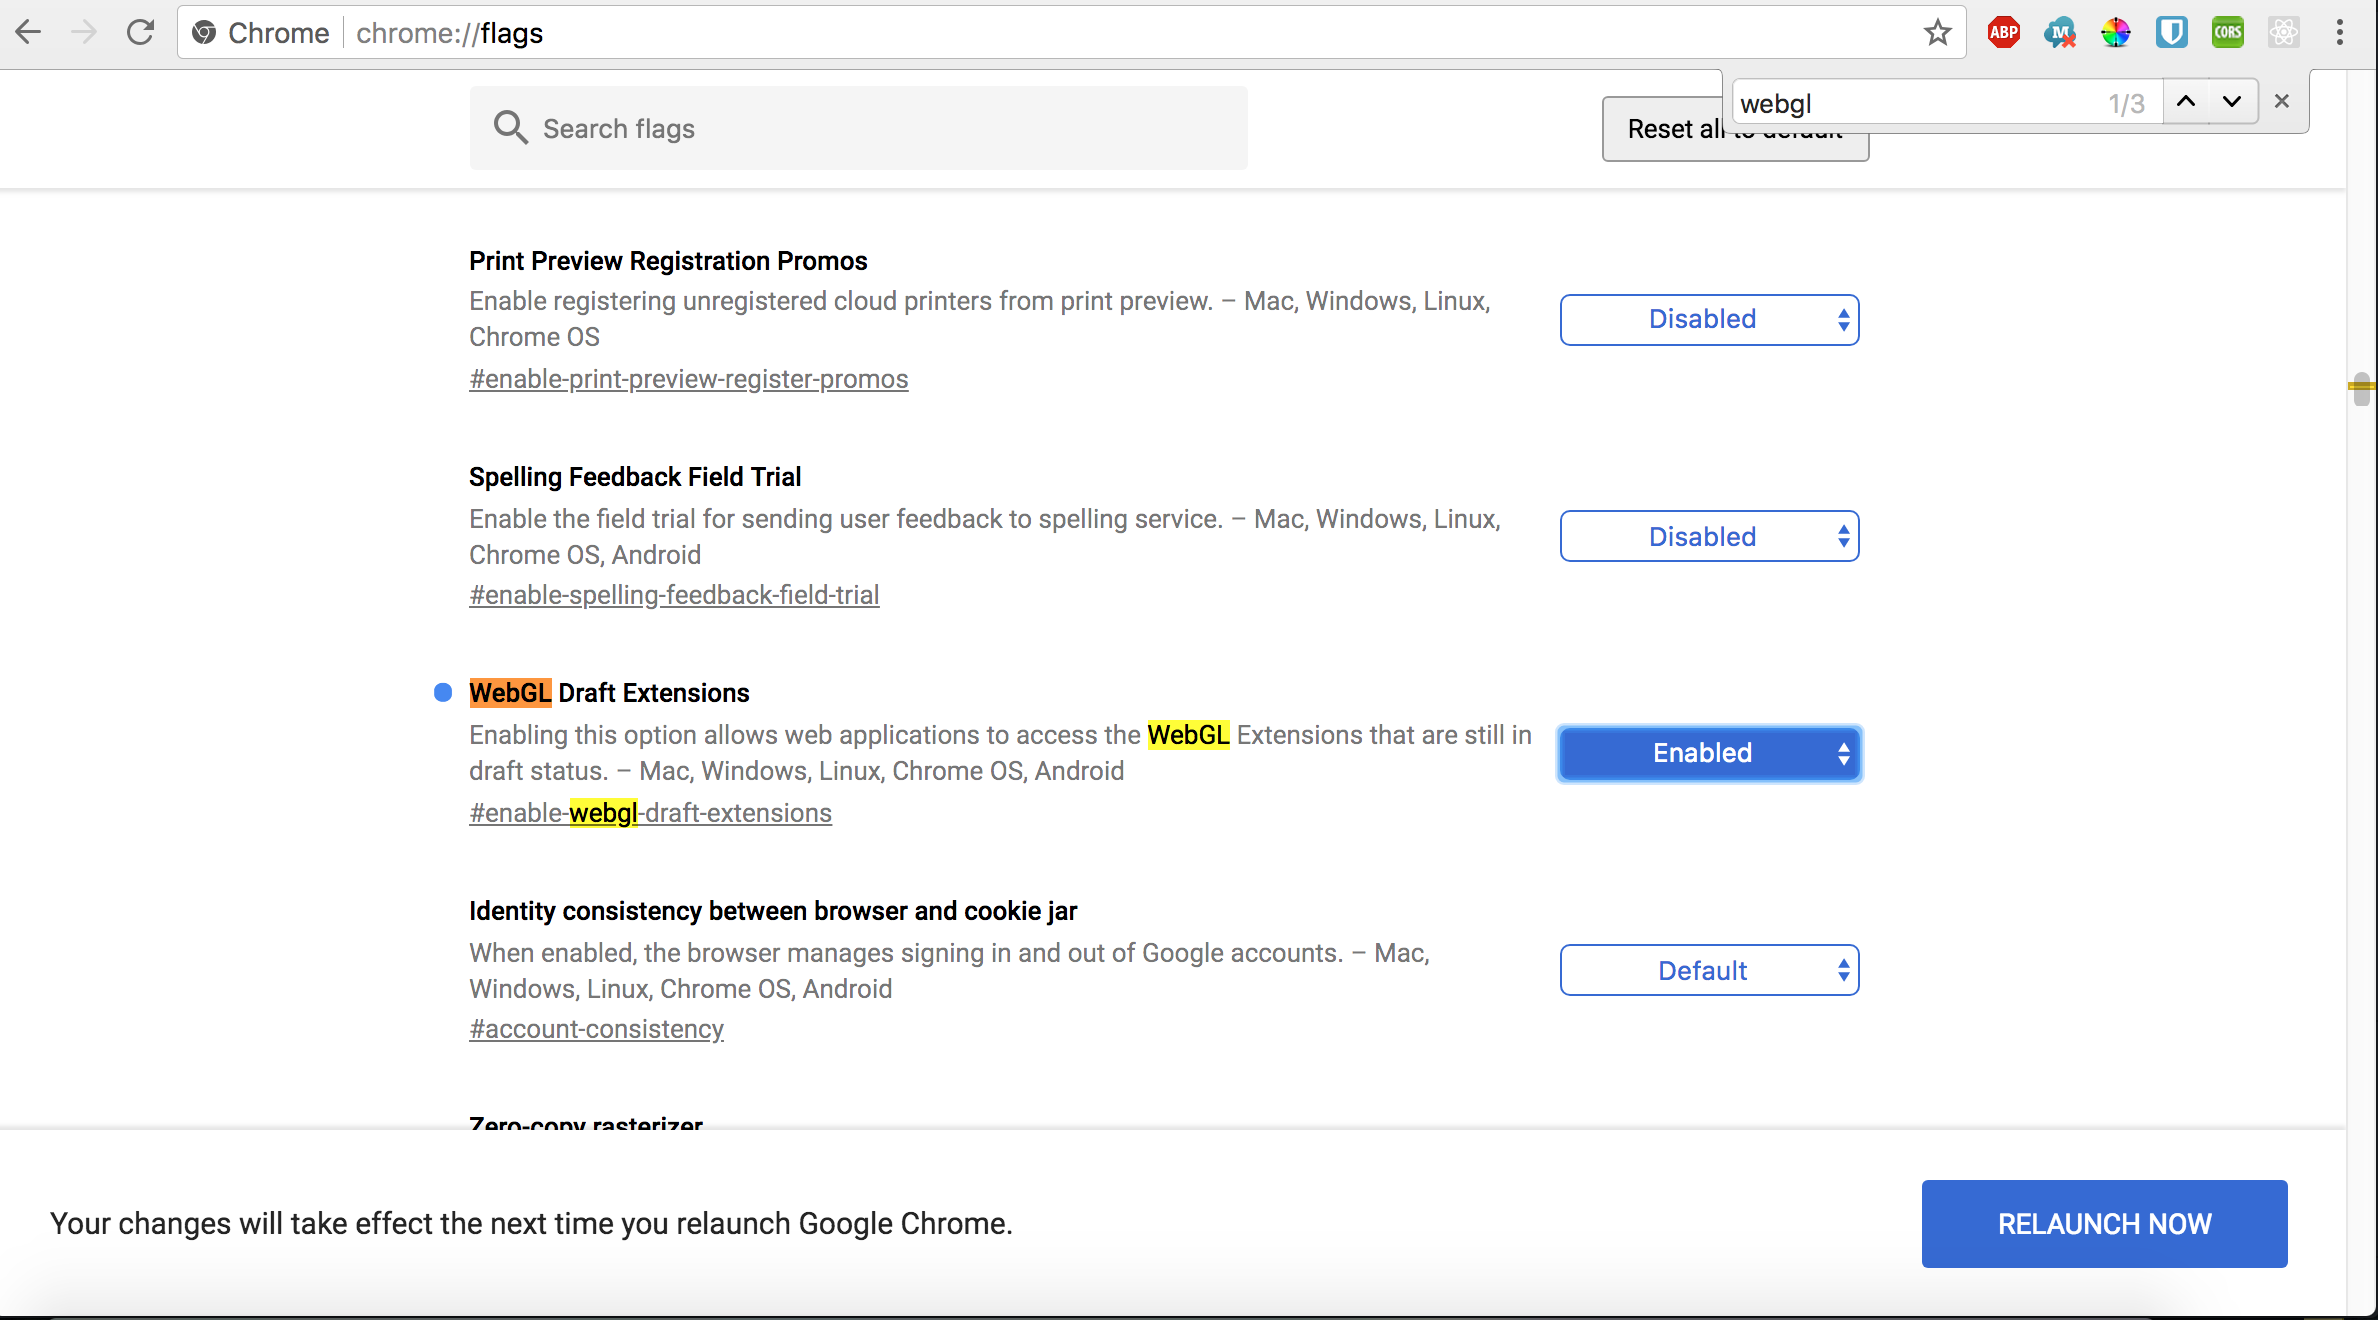 Chrome chrome://flags
ABP M CORS
webgl 1/3
Search flags
Reset all to default
Print Preview Registration Promos
Enable registering unregistered cloud printers from print preview. – Mac, Windows, Linux,
Chrome OS
Disabled
#enable-print-preview-register-promos
Spelling Feedback Field Trial
Enable the field trial for sending user feedback to spelling service. – Mac, Windows, Linux,
Chrome OS, Android
Disabled
#enable-spelling-feedback-field-trial
WebGL Draft Extensions
Enabling this option allows web applications to access the WebGL Extensions that are still in
draft status. – Mac, Windows, Linux, Chrome OS, Android
Enabled
#enable-webgl-draft-extensions
Identity consistency between browser and cookie jar
When enabled, the browser manages signing in and out of Google accounts. – Mac,
Windows, Linux, Chrome OS, Android
Default
#account-consistency
Zero-copy rasterizer
Your changes will take effect the next time you relaunch Google Chrome.
RELAUNCH NOW